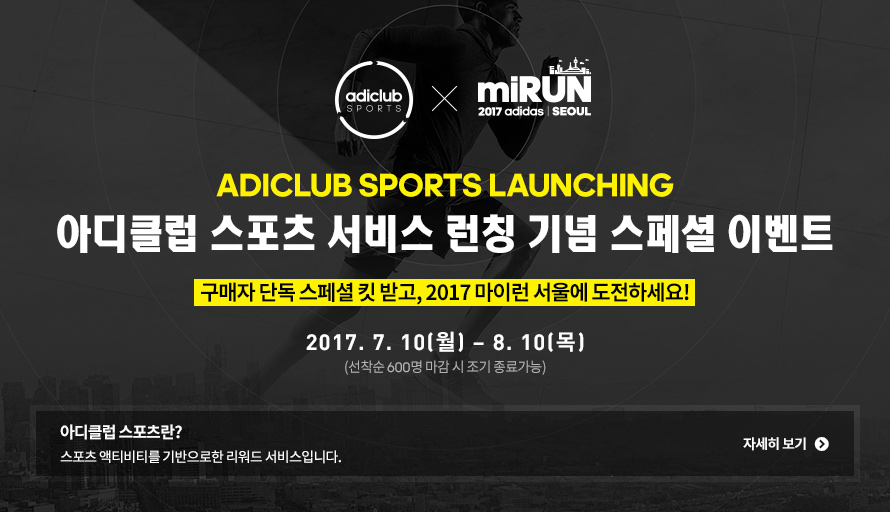 adiclub
SPORTS
miRUN
2017 adidas | SEOUL
ADICLUB SPORTS LAUNCHING
아디클럽 스포츠 서비스 런칭 기념 스페셜 이벤트
구매자 단독 스페셜 킷 받고, 2017 마이런 서울에 도전하세요!
2017. 7. 10(월) – 8. 10(목)
(선착순 600명 마감 시 조기 종료가능)
아디클럽 스포츠란?
스포츠 액티비티를 기반으로한 리워드 서비스입니다.
자세히 보기